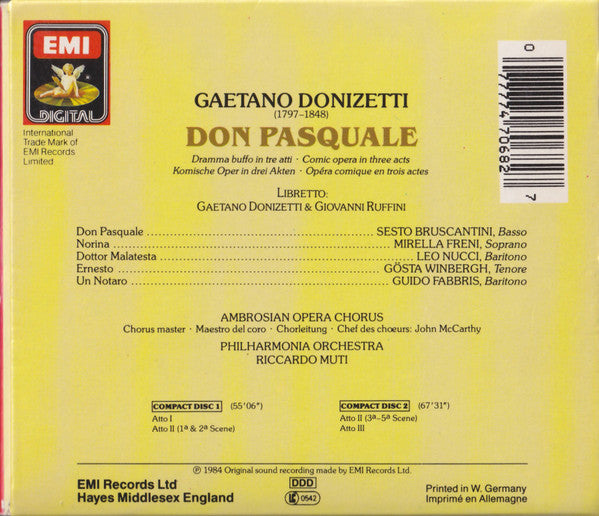 EMI
DIGITAL
International
Trade Mark of
EMI Records
Limited
GAETANO DONIZETTI
(1797–1848)
DON PASQUALE
Dramma buffo in tre atti · Comic opera in three acts
Komische Oper in drei Akten · Opéra comique en trois actes
LIBRETTO:
GAETANO DONIZETTI & GIOVANNI RUFFINI
Don Pasquale SESTO BRUSCANTINI, Basso
Norina MIRELLA FRENI, Soprano
Dottor Malatesta LEO NUCCI, Baritono
Ernesto GÖSTA WINBERGH, Tenore
Un Notaro GUIDO FABBRIS, Baritono
AMBROSIAN OPERA CHORUS
Chorus master · Maestro del coro · Chorleitung · Chef des chœurs: John McCarthy
PHILHARMONIA ORCHESTRA
RICCARDO MUTI
COMPACT DISC 1 (55'06")
Atto I
Atto II (1ª & 2ª Scene)
COMPACT DISC 2 (67'31")
Atto II (3ª–5ª Scene)
Atto III
℗ 1984 Original sound recording made by EMI Records Ltd.
EMI Records Ltd
Hayes Middlesex England
DDD
LC 0542
Printed in W. Germany
Imprimé en Allemagne
0 77774 70682 7